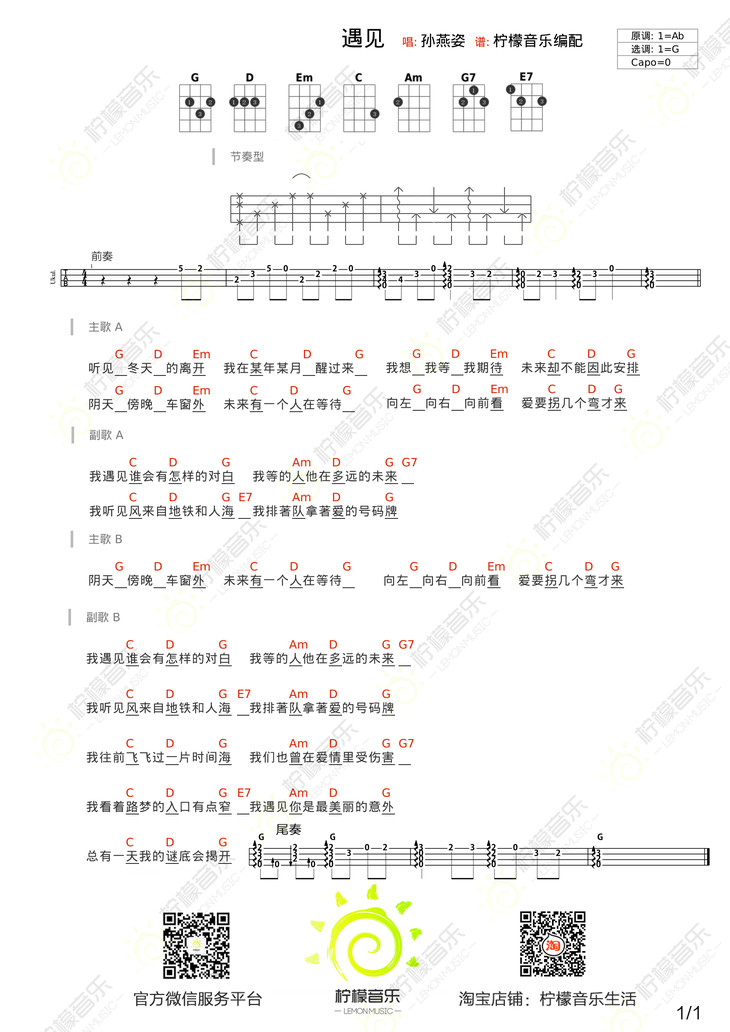 遇见 唱: 孙燕姿 谱: 柠檬音乐编配
原调: 1=Ab
选调: 1=G
Capo=0
G D Em C Am G7 E7
节奏型
前奏
主歌 A
G D Em C D G G D Em C D G
听见__冬天__的离开 我在某年某月__醒过来__ 我想__我等__我期待 未来却不能因此安排
G D Em C D G G D Em C D G
阴天__傍晚__车窗外 未来有一个人在等待__ 向左__向右__向前看 爱要拐几个弯才来
副歌 A
C D G Am D G G7
我遇见谁会有怎样的对白 我等的人他在多远的未来__
C D G E7 Am D G
我听见风来自地铁和人海__我排著队拿著爱的号码牌
主歌 B
G D Em C D G G D Em C D G
阴天__傍晚__车窗外 未来有一个人在等待__ 向左__向右__向前看 爱要拐几个弯才来
副歌 B
C D G Am D G G7
我遇见谁会有怎样的对白 我等的人他在多远的未来__
C D G E7 Am D G
我听见风来自地铁和人海__我排著队拿著爱的号码牌
C D G Am D G G7
我往前飞飞过一片时间海 我们也曾在爱情里受伤害__
C D G E7 Am D G
我看着路梦的入口有点窄__我遇见你是最美丽的意外
C D G
总有一天我的谜底会揭开
尾奏
G G G
官方微信服务平台
柠檬音乐
LEMON MUSIC
淘
淘宝店铺: 柠檬音乐生活
1/1